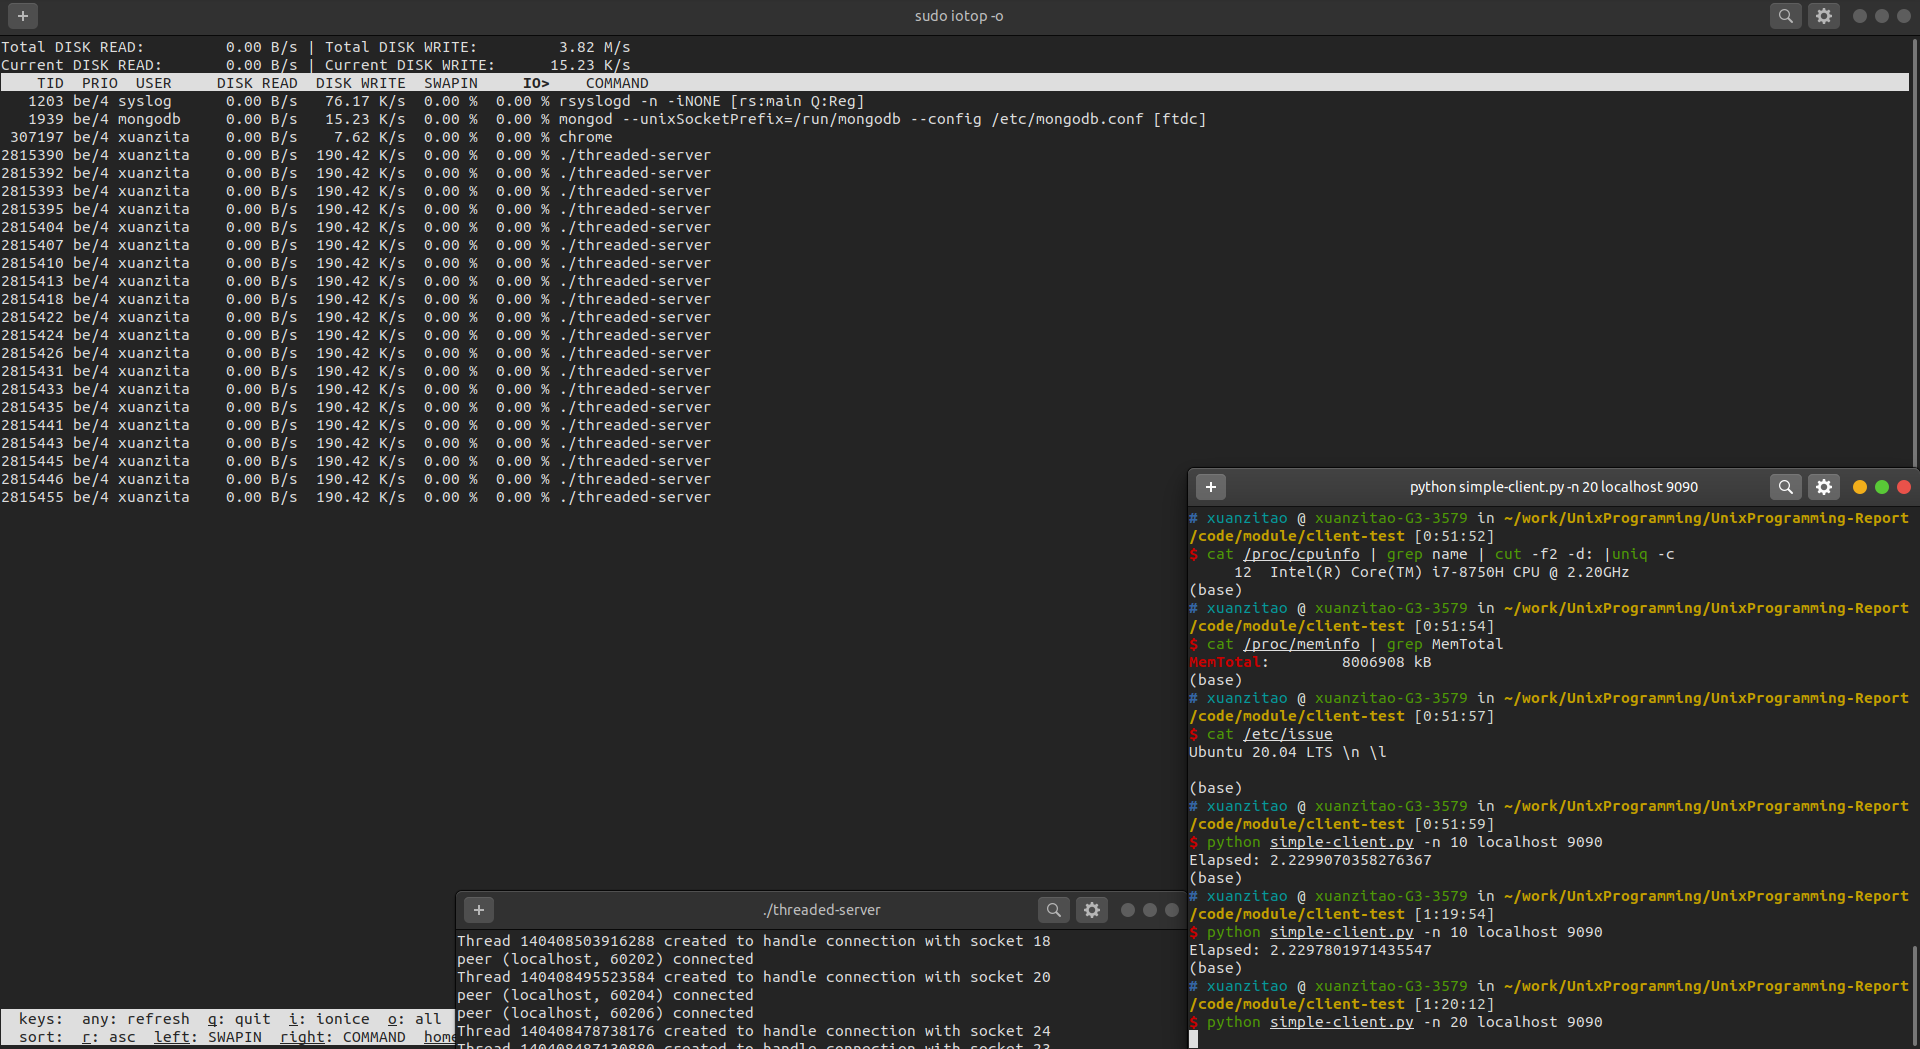 sudo iotop -o
Total DISK READ:         0.00 B/s | Total DISK WRITE:         3.82 M/s
Current DISK READ:       0.00 B/s | Current DISK WRITE:      15.23 K/s
TID  PRIO  USER     DISK READ  DISK WRITE  SWAPIN     IO>    COMMAND
1203 be/4 syslog      0.00 B/s   76.17 K/s  0.00 %  0.00 % rsyslogd -n -iNONE [rs:main Q:Reg]
1939 be/4 mongodb     0.00 B/s   15.23 K/s  0.00 %  0.00 % mongod --unixSocketPrefix=/run/mongodb --config /etc/mongodb.conf [ftdc]
307197 be/4 xuanzita    0.00 B/s    7.62 K/s  0.00 %  0.00 % chrome
2815390 be/4 xuanzita    0.00 B/s  190.42 K/s  0.00 %  0.00 % ./threaded-server
2815392 be/4 xuanzita    0.00 B/s  190.42 K/s  0.00 %  0.00 % ./threaded-server
2815393 be/4 xuanzita    0.00 B/s  190.42 K/s  0.00 %  0.00 % ./threaded-server
2815395 be/4 xuanzita    0.00 B/s  190.42 K/s  0.00 %  0.00 % ./threaded-server
2815404 be/4 xuanzita    0.00 B/s  190.42 K/s  0.00 %  0.00 % ./threaded-server
2815407 be/4 xuanzita    0.00 B/s  190.42 K/s  0.00 %  0.00 % ./threaded-server
2815410 be/4 xuanzita    0.00 B/s  190.42 K/s  0.00 %  0.00 % ./threaded-server
2815413 be/4 xuanzita    0.00 B/s  190.42 K/s  0.00 %  0.00 % ./threaded-server
2815418 be/4 xuanzita    0.00 B/s  190.42 K/s  0.00 %  0.00 % ./threaded-server
2815422 be/4 xuanzita    0.00 B/s  190.42 K/s  0.00 %  0.00 % ./threaded-server
2815424 be/4 xuanzita    0.00 B/s  190.42 K/s  0.00 %  0.00 % ./threaded-server
2815426 be/4 xuanzita    0.00 B/s  190.42 K/s  0.00 %  0.00 % ./threaded-server
2815431 be/4 xuanzita    0.00 B/s  190.42 K/s  0.00 %  0.00 % ./threaded-server
2815433 be/4 xuanzita    0.00 B/s  190.42 K/s  0.00 %  0.00 % ./threaded-server
2815435 be/4 xuanzita    0.00 B/s  190.42 K/s  0.00 %  0.00 % ./threaded-server
2815441 be/4 xuanzita    0.00 B/s  190.42 K/s  0.00 %  0.00 % ./threaded-server
2815443 be/4 xuanzita    0.00 B/s  190.42 K/s  0.00 %  0.00 % ./threaded-server
2815445 be/4 xuanzita    0.00 B/s  190.42 K/s  0.00 %  0.00 % ./threaded-server
2815446 be/4 xuanzita    0.00 B/s  190.42 K/s  0.00 %  0.00 % ./threaded-server
2815455 be/4 xuanzita    0.00 B/s  190.42 K/s  0.00 %  0.00 % ./threaded-server
keys:  any: refresh  q: quit  i: ionice  o: all
sort:  r: asc  left: SWAPIN  right: COMMAND  home
./threaded-server
Thread 140408503916288 created to handle connection with socket 18
peer (localhost, 60202) connected
Thread 140408495523584 created to handle connection with socket 20
peer (localhost, 60204) connected
peer (localhost, 60206) connected
Thread 140408478738176 created to handle connection with socket 24
Thread 140408487130880 created to handle connection with socket 23
python simple-client.py -n 20 localhost 9090
# xuanzitao @ xuanzitao-G3-3579 in ~/work/UnixProgramming/UnixProgramming-Report
/code/module/client-test [0:51:52]
$ cat /proc/cpuinfo | grep name | cut -f2 -d: |uniq -c
12  Intel(R) Core(TM) i7-8750H CPU @ 2.20GHz
(base)
# xuanzitao @ xuanzitao-G3-3579 in ~/work/UnixProgramming/UnixProgramming-Report
/code/module/client-test [0:51:54]
$ cat /proc/meminfo | grep MemTotal
MemTotal:        8006908 kB
(base)
# xuanzitao @ xuanzitao-G3-3579 in ~/work/UnixProgramming/UnixProgramming-Report
/code/module/client-test [0:51:57]
$ cat /etc/issue
Ubuntu 20.04 LTS \n \l
(base)
# xuanzitao @ xuanzitao-G3-3579 in ~/work/UnixProgramming/UnixProgramming-Report
/code/module/client-test [0:51:59]
$ python simple-client.py -n 10 localhost 9090
Elapsed: 2.2299070358276367
(base)
# xuanzitao @ xuanzitao-G3-3579 in ~/work/UnixProgramming/UnixProgramming-Report
/code/module/client-test [1:19:54]
$ python simple-client.py -n 10 localhost 9090
Elapsed: 2.2297801971435547
(base)
# xuanzitao @ xuanzitao-G3-3579 in ~/work/UnixProgramming/UnixProgramming-Report
/code/module/client-test [1:20:12]
$ python simple-client.py -n 20 localhost 9090